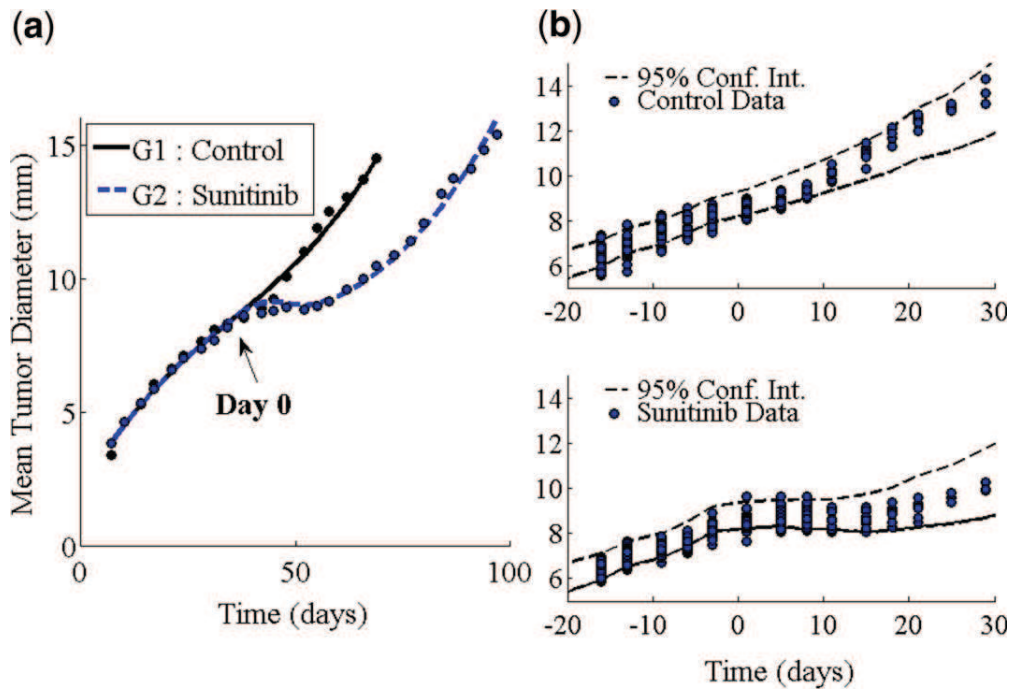 (a)
Mean Tumor Diameter (mm)
15
10
5
0
G1 : Control
G2 : Sunitinib
Day 0
0 50 100
Time (days)
(b)
14
12
10
8
6
95% Conf. Int.
Control Data
-20 -10 0 10 20 30
14
12
10
8
6
95% Conf. Int.
Sunitinib Data
-20 -10 0 10 20 30
Time (days)